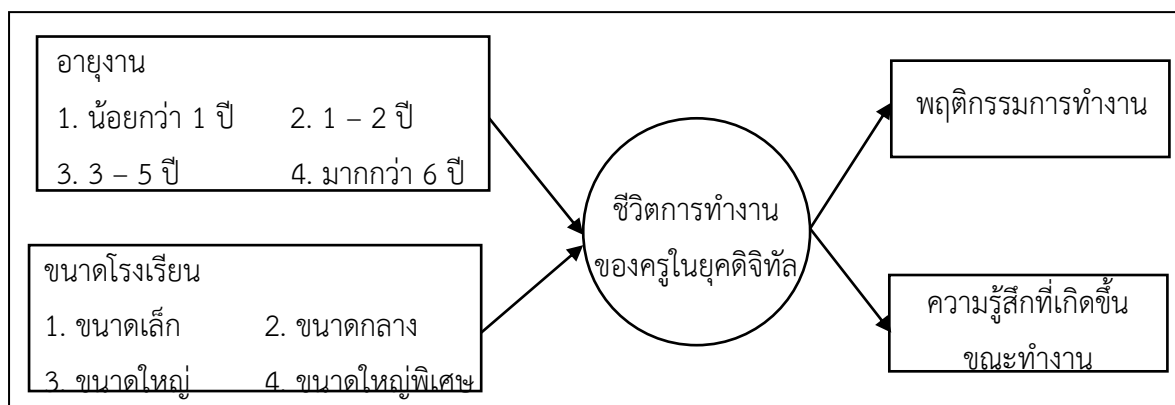 อายุงาน
1. น้อยกว่า 1 ปี 2. 1 – 2 ปี
3. 3 – 5 ปี 4. มากกว่า 6 ปี
ขนาดโรงเรียน
1. ขนาดเล็ก 2. ขนาดกลาง
3. ขนาดใหญ่ 4. ขนาดใหญ่พิเศษ
ชีวิตการทำงาน
ของครูในยุคดิจิทัล
พฤติกรรมการทำงาน
ความรู้สึกที่เกิดขึ้น
ขณะทำงาน